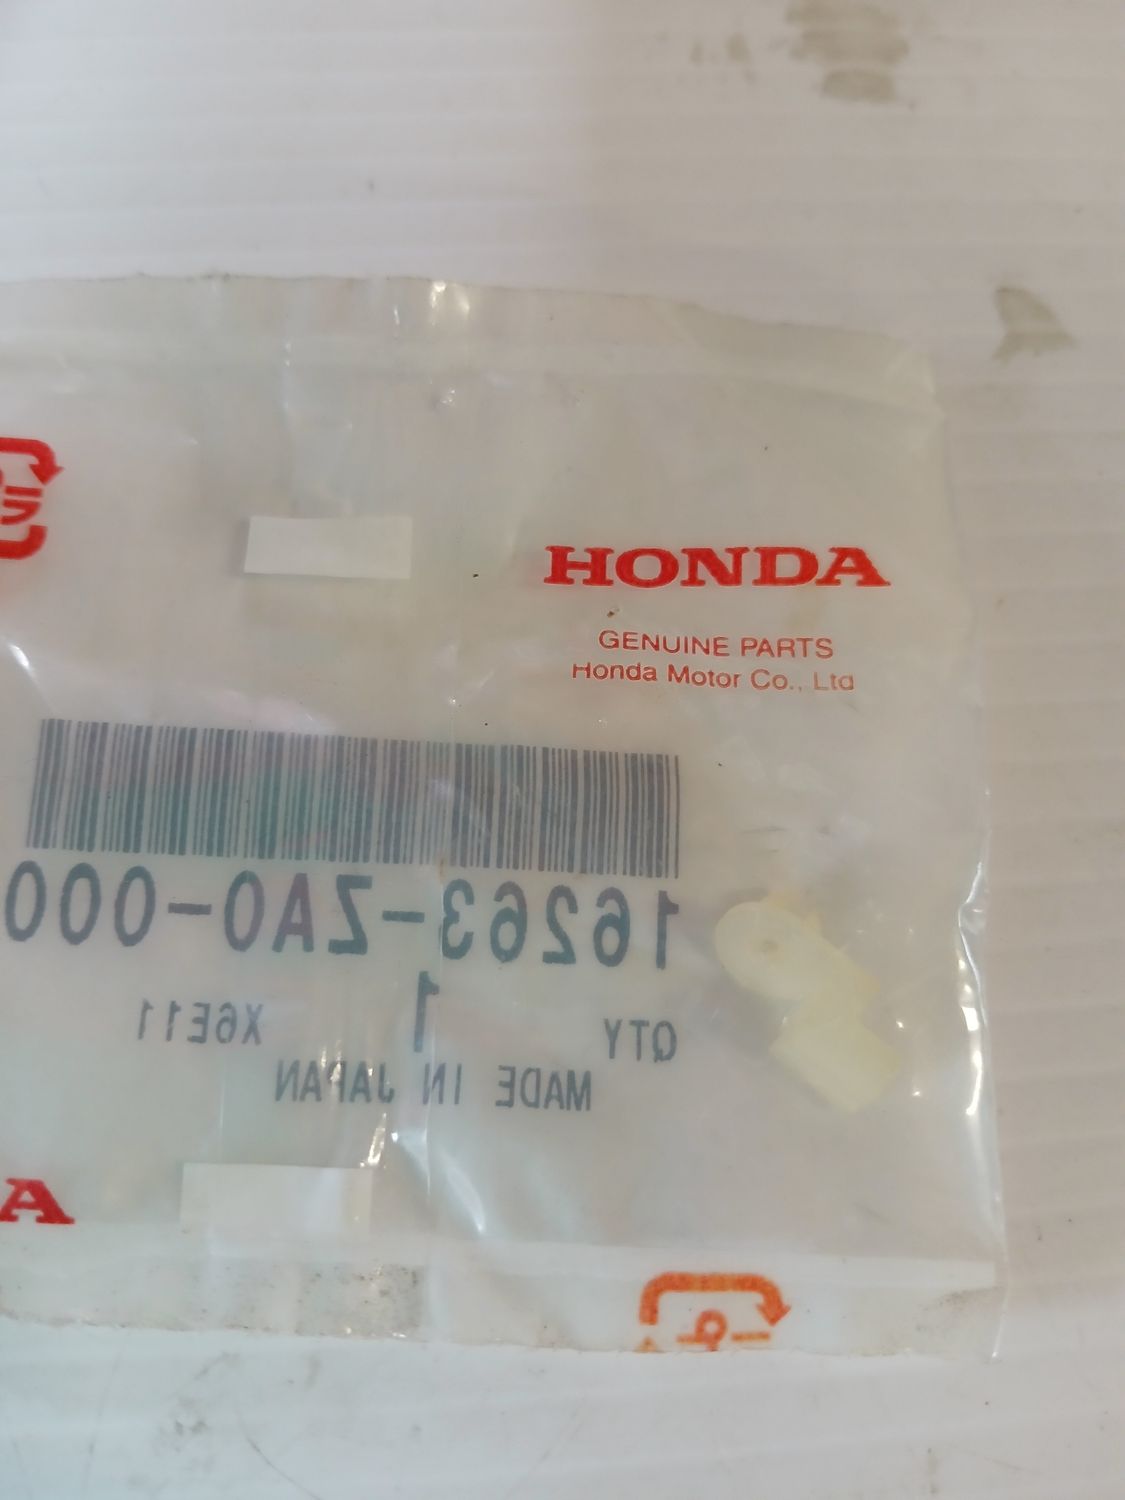 HONDA
GENUINE PARTS
Honda Motor Co., Ltd
16263-ZA0-000
QTY 1 X6E11
MADE IN JAPAN
A